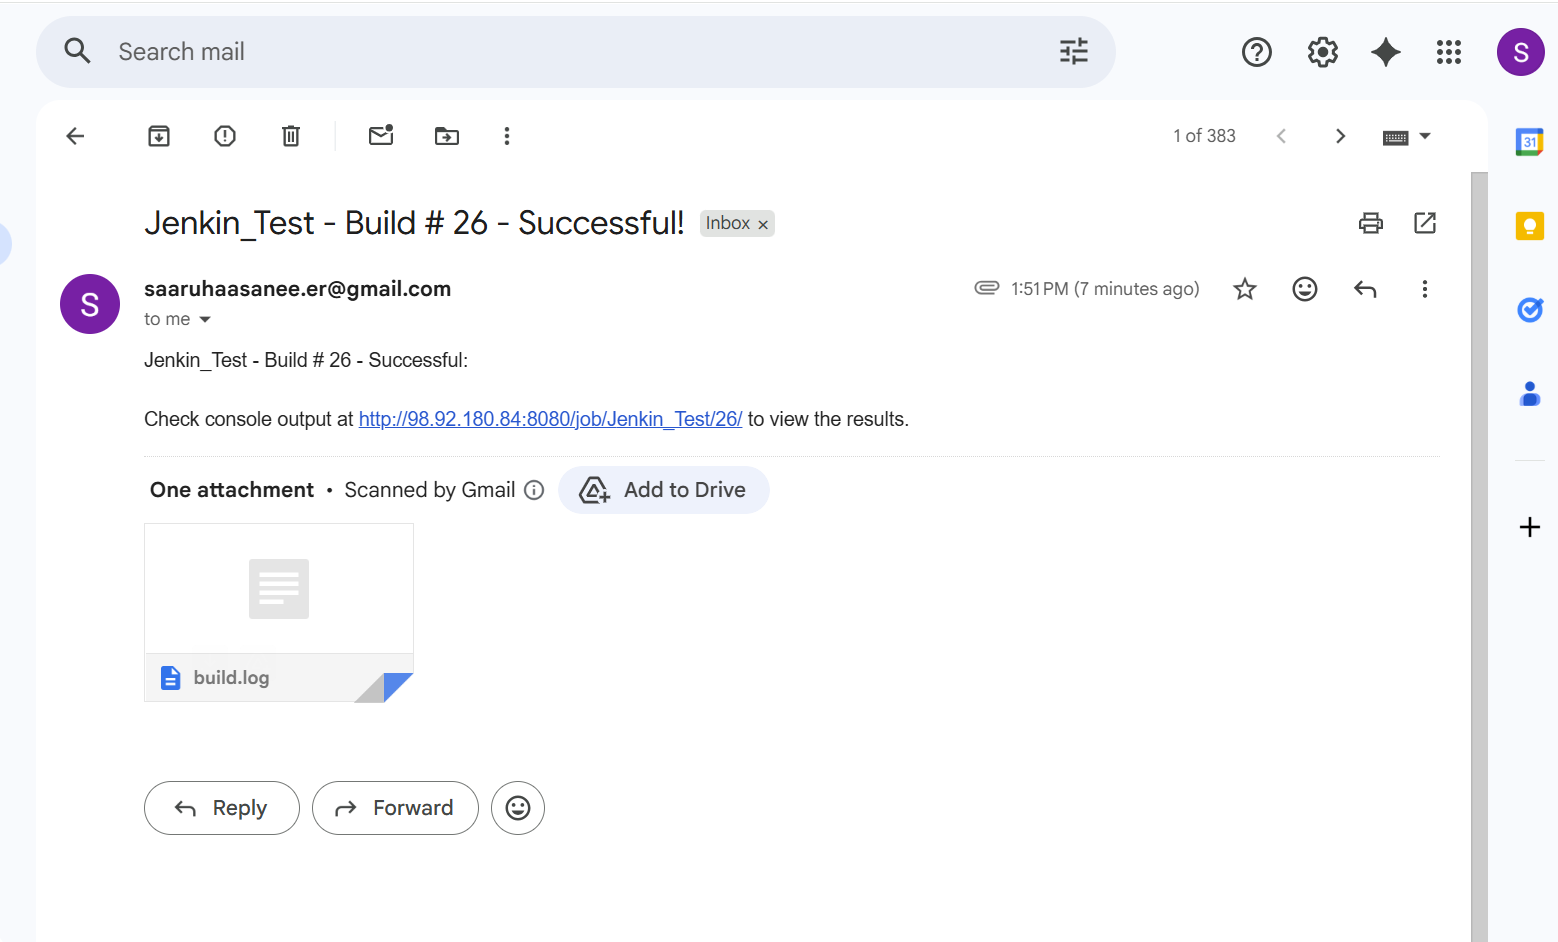 Search mail
S
1 of 383
31
Jenkin_Test - Build # 26 - Successful! Inbox ×
S
saaruhaasanee.er@gmail.com
1:51 PM (7 minutes ago)
to me
Jenkin_Test - Build # 26 - Successful:
Check console output at http://98.92.180.84:8080/job/Jenkin_Test/26/ to view the results.
One attachment • Scanned by Gmail
Add to Drive
build.log
Reply
Forward